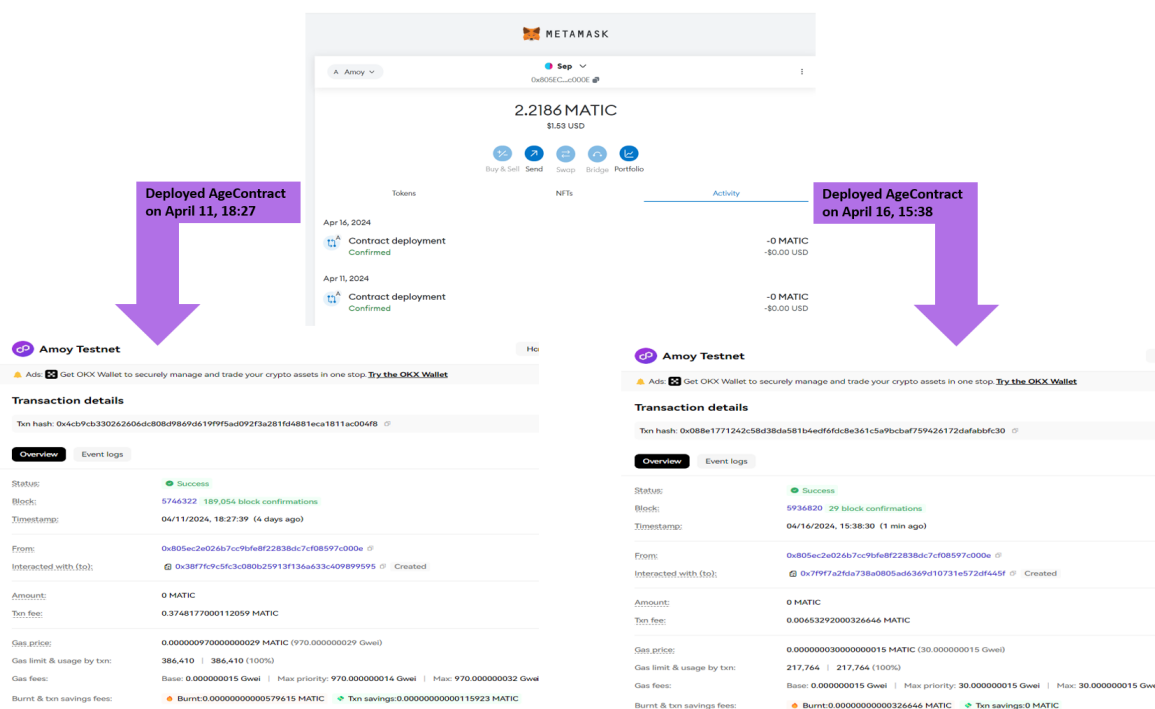 METAMASK
A Amoy
Sep
0x805EC...c000E
2.2186 MATIC
$1.53 USD
Buy & Sell Send Swap Bridge Portfolio
Tokens NFTs Activity
Apr 16, 2024
A Contract deployment -0 MATIC
Confirmed -$0.00 USD
Apr 11, 2024
A Contract deployment -0 MATIC
Confirmed -$0.00 USD
Deployed AgeContract
on April 11, 18:27
Deployed AgeContract
on April 16, 15:38
Amoy Testnet
Ads: Get OKX Wallet to securely manage and trade your crypto assets in one stop. Try the OKX Wallet
Transaction details
Txn hash: 0x4cb9cb330262606dc808d9869d619f9f5ad092f3a281fd4881eca1811ac004f8
Overview Event logs
Status: Success
Block: 5746322 189,054 block confirmations
Timestamp: 04/11/2024, 18:27:39 (4 days ago)
From: 0x805ec2e026b7cc9bfe8f22838dc7cf08597c000e
Interacted with (to): 0x38f7fc9c5fc3c080b25913f136a633c409899595 Created
Amount: 0 MATIC
Txn fee: 0.3748177000112059 MATIC
Gas price: 0.000000970000000029 MATIC (970.000000029 Gwei)
Gas limit & usage by txn: 386,410 | 386,410 (100%)
Gas fees: Base: 0.000000015 Gwei | Max priority: 970.000000014 Gwei | Max: 970.000000032 Gwei
Burnt & txn savings fees: Burnt:0.00000000000579615 MATIC Txn savings:0.00000000000115923 MATIC
Amoy Testnet
Ads: Get OKX Wallet to securely manage and trade your crypto assets in one stop. Try the OKX Wallet
Transaction details
Txn hash: 0x088e1771242c58d38da581b4edf6fdc8e361c5a9bcbaf759426172dafabbfc30
Overview Event logs
Status: Success
Block: 5936820 29 block confirmations
Timestamp: 04/16/2024, 15:38:30 (1 min ago)
From: 0x805ec2e026b7cc9bfe8f22838dc7cf08597c000e
Interacted with (to): 0x7f9f7a2fda738a0805ad6369d10731e572df445f Created
Amount: 0 MATIC
Txn fee: 0.00653292000326646 MATIC
Gas price: 0.000000030000000015 MATIC (30.000000015 Gwei)
Gas limit & usage by txn: 217,764 | 217,764 (100%)
Gas fees: Base: 0.000000015 Gwei | Max priority: 30.000000015 Gwei | Max: 30.000000015
Burnt & txn savings fees: Burnt:0.00000000000326646 MATIC Txn savings:0 MATIC